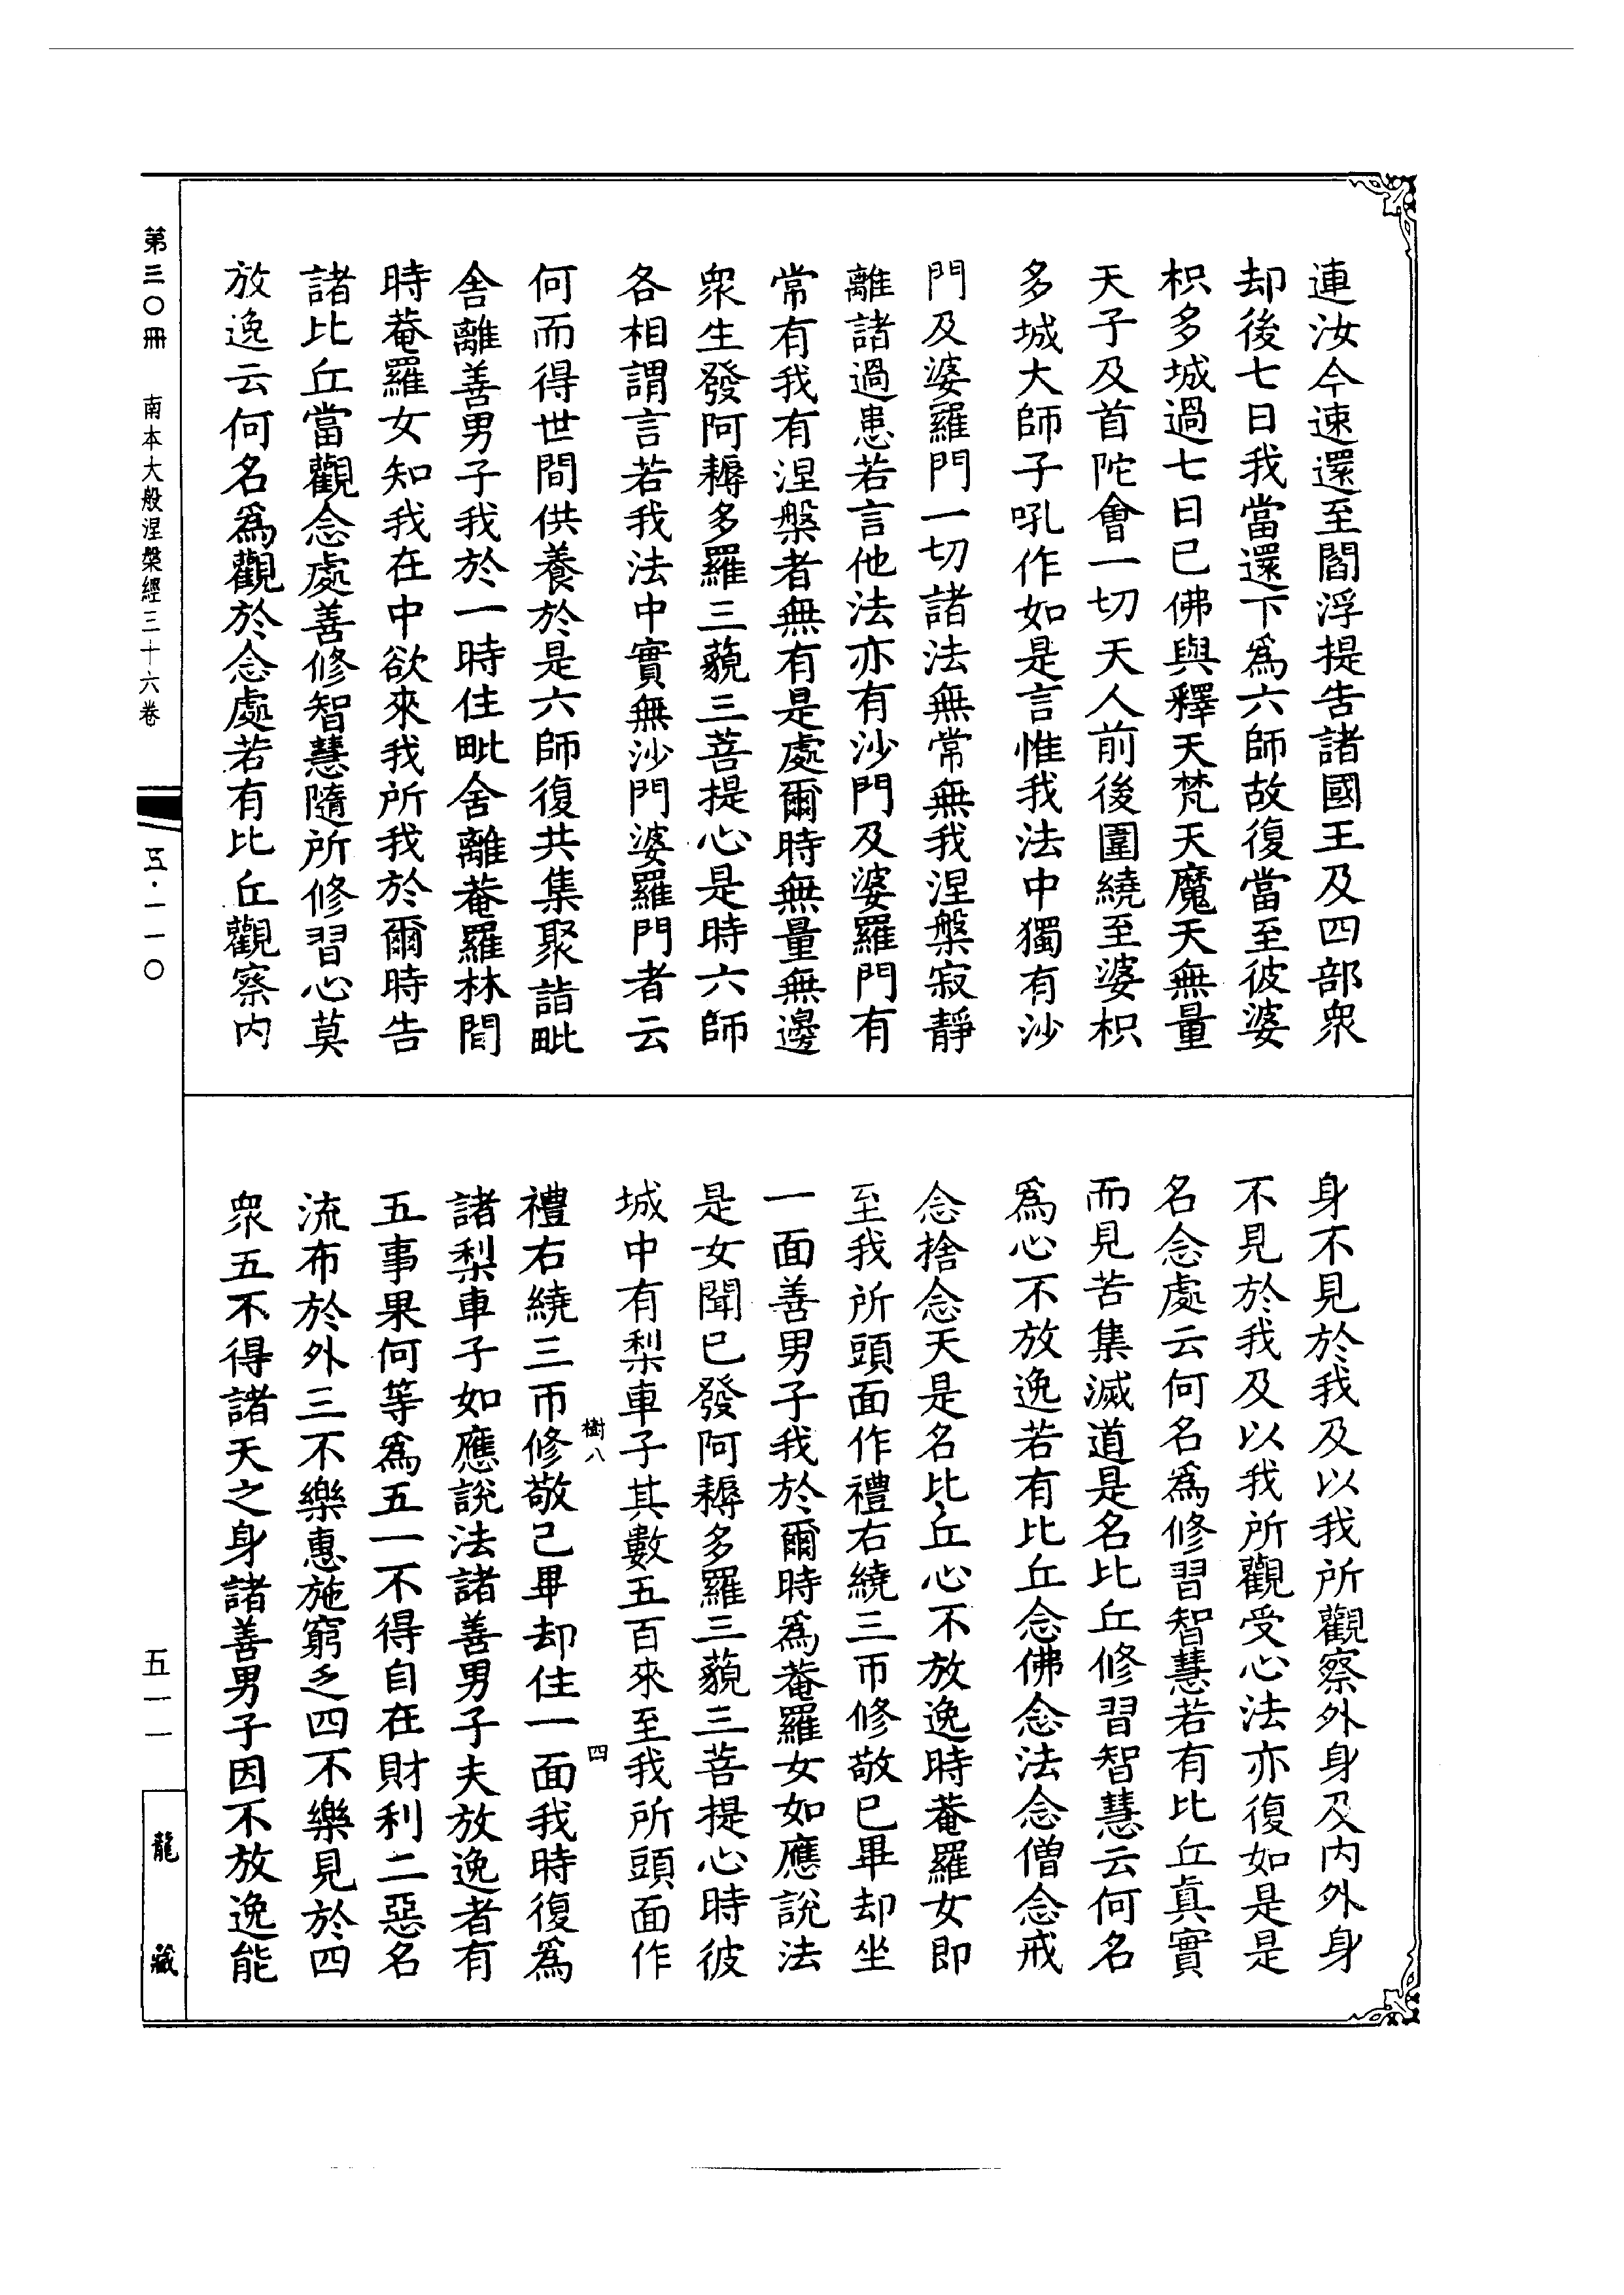 連汝今速還至閻浮提告諸國王及四部衆
却後七日我當還下爲六師故復當至彼婆
枳多城過七日已佛與釋天梵天魔天無量
天子及首陀會一切天人前後圍繞至婆枳
多城大師子吼作如是言惟我法中獨有沙
門及婆羅門一切諸法無常無我涅槃寂靜
離諸過患若言他法亦有沙門及婆羅門有
常有我有涅槃者無有是處爾時無量無邊
衆生發阿耨多羅三藐三菩提心是時六師
各相謂言若我法中實無沙門婆羅門者云
何而得世間供養於是六師復共集聚詣毗
舍離善男子我於一時住毗舍離菴羅林間
時菴羅女知我在中欲來我所我於爾時告
諸比丘當觀念處善修智慧隨所修習心莫
放逸云何名爲觀於念處若有比丘觀察内
身不見於我及以我所觀察外身及内外身
不見於我及以我所觀受心法亦復如是是
名念處云何名爲修習智慧若有比丘真實
而見苦集滅道是名比丘修習智慧云何名
爲心不放逸若有比丘念佛念法念僧念戒
念捨念天是名比丘心不放逸時菴羅女即
至我所頭面作禮右繞三帀修敬已畢却坐
一面善男子我於爾時爲菴羅女如應說法
是女聞已發阿耨多羅三藐三菩提心時彼
城中有梨車子其數五百來至我所頭面作
樹八 四
禮右繞三帀修敬已畢却住一面我時復爲
諸梨車子如應說法諸善男子夫放逸者有
五事果何等爲五一不得自在財利二惡名
流布於外三不樂惠施窮乏四不樂見於四
衆五不得諸天之身諸善男子因不放逸能
第三〇冊 南本大般涅槃經三十六卷
五·一一〇
五一一
龍藏